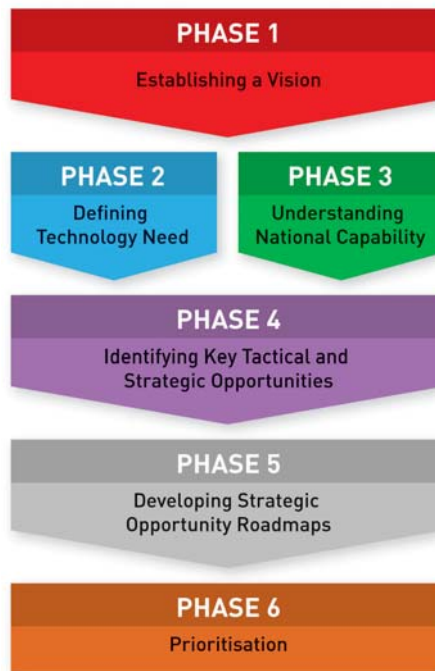 PHASE 1
Establishing a Vision
PHASE 2
Defining
Technology Need
PHASE 3
Understanding
National Capability
PHASE 4
Identifying Key Tactical and
Strategic Opportunities
PHASE 5
Developing Strategic
Opportunity Roadmaps
PHASE 6
Prioritisation